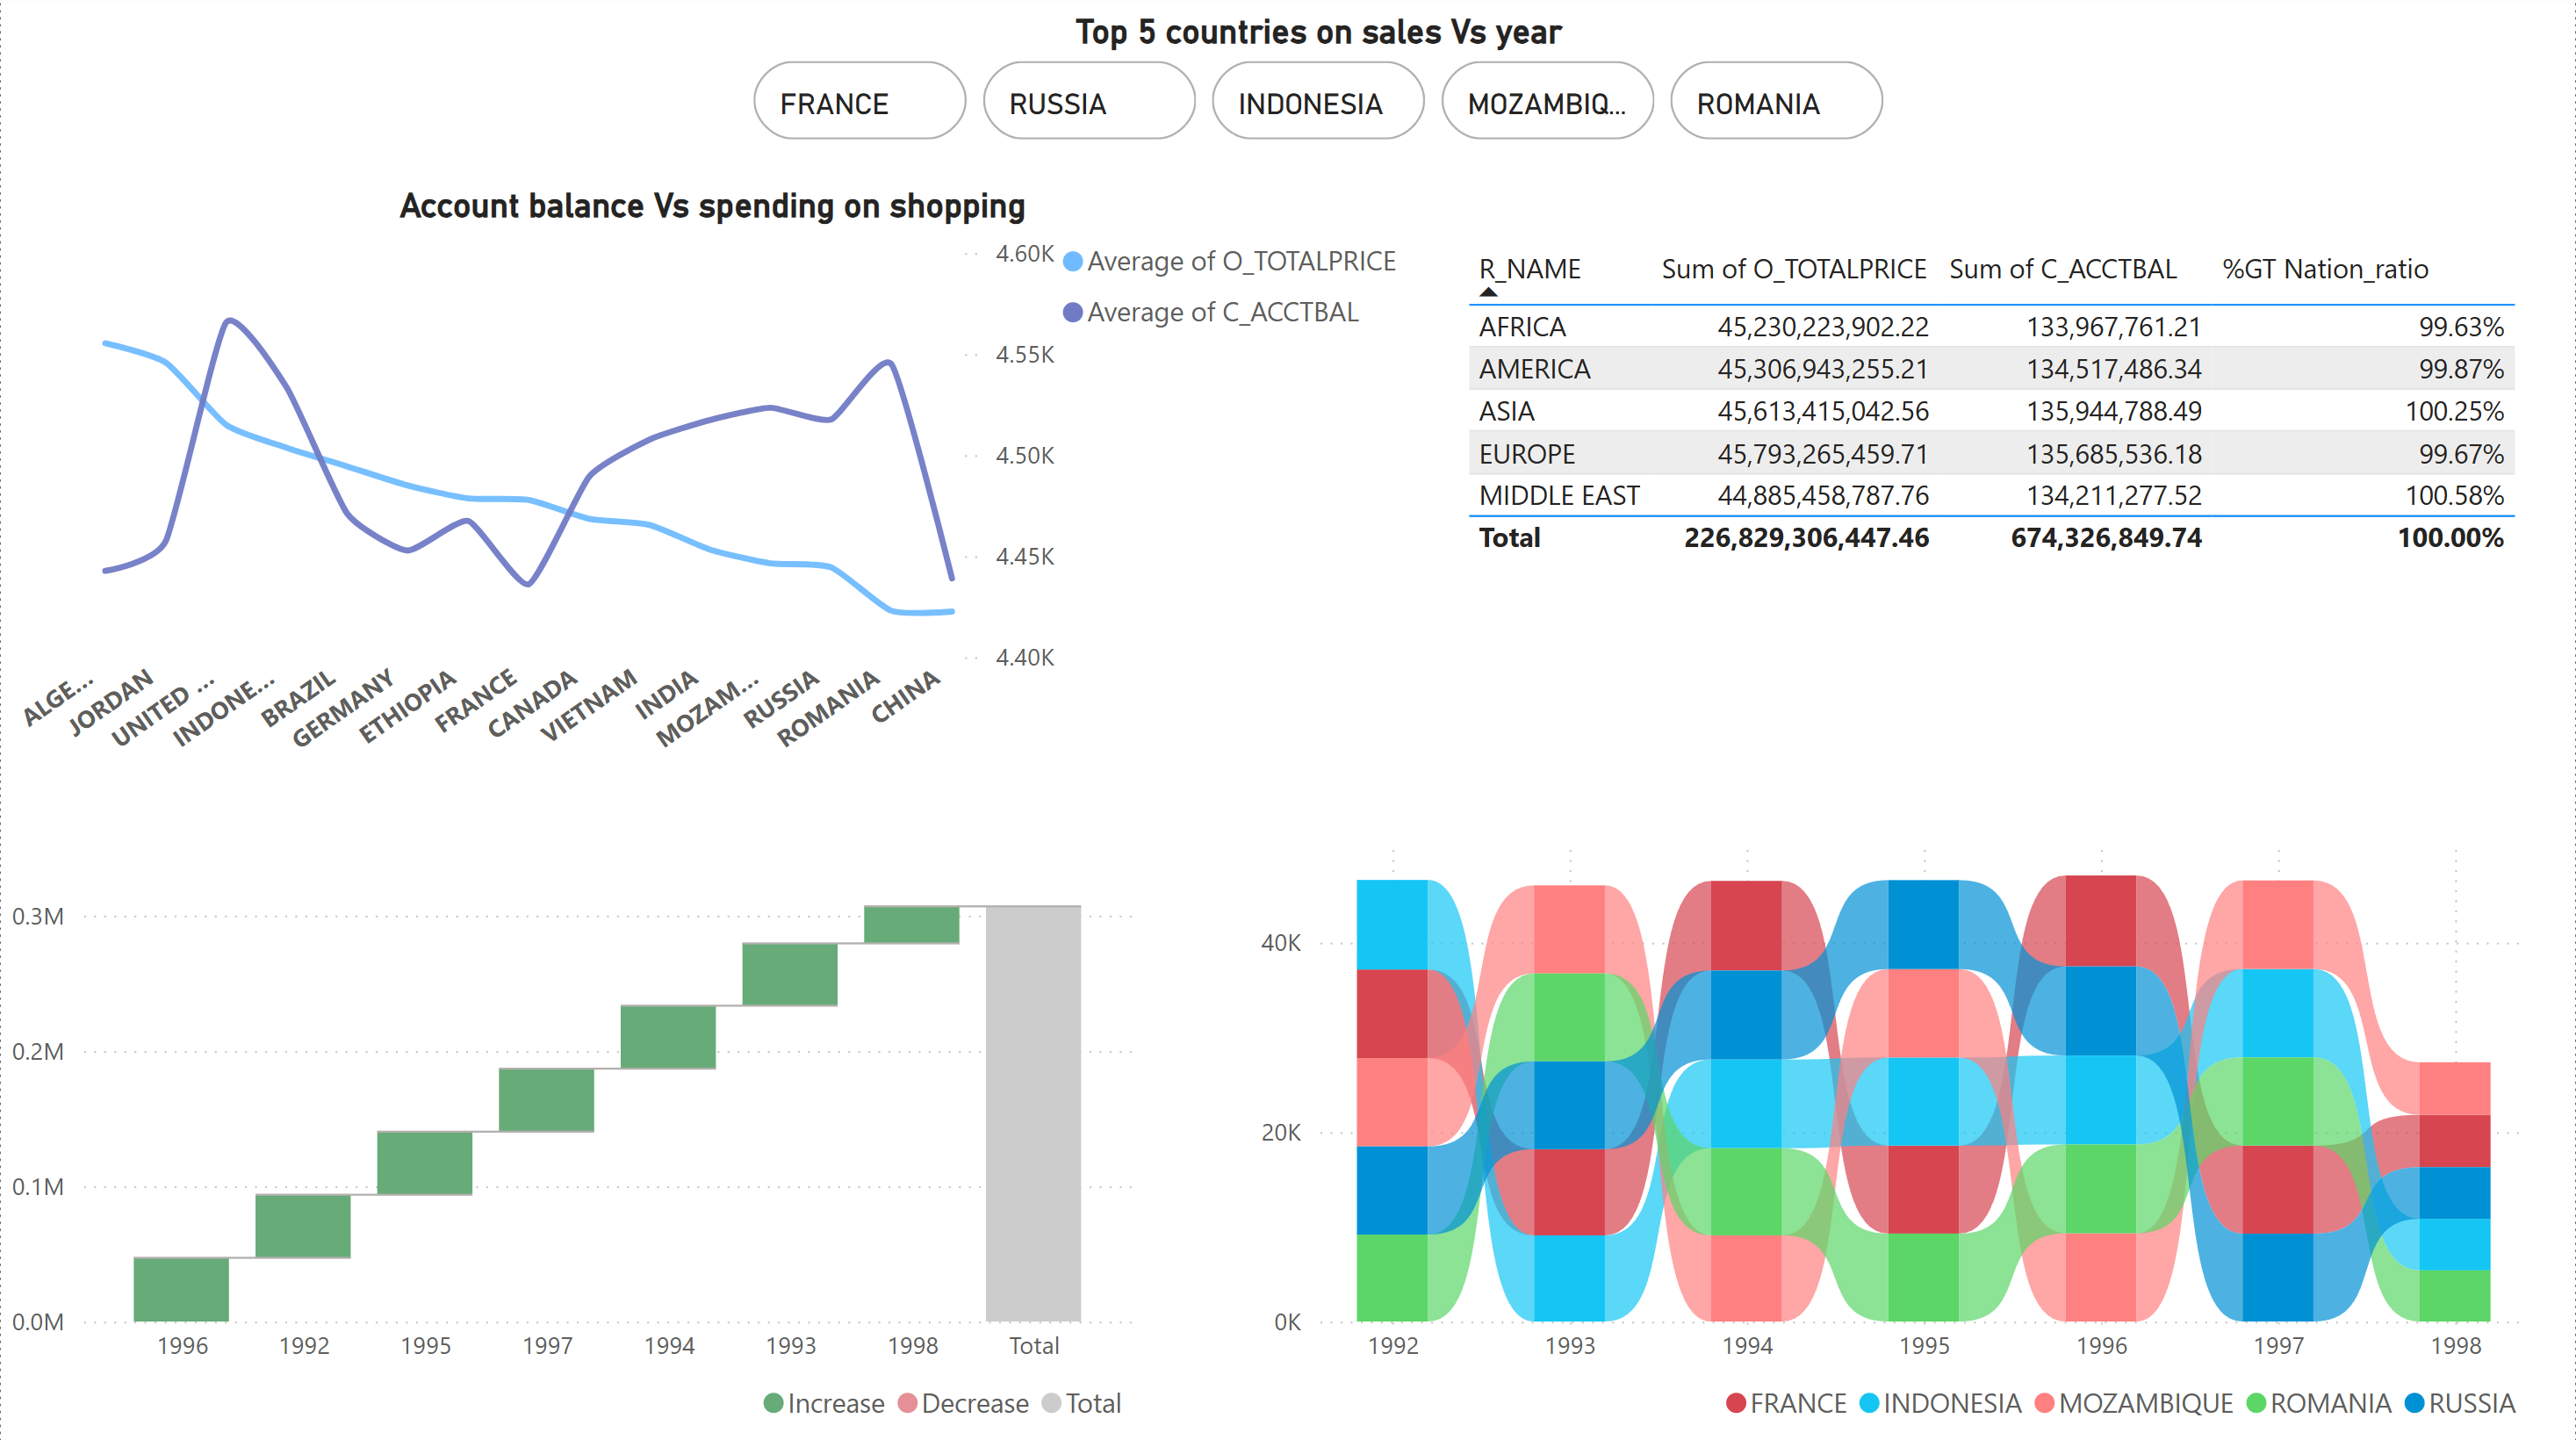 Top 5 countries on sales Vs year
FRANCE RUSSIA INDONESIA MOZAMBIQ... ROMANIA
Account balance Vs spending on shopping
4.60K
4.55K
4.50K
4.45K
4.40K
Average of O_TOTALPRICE
Average of C_ACCTBAL
ALGE... JORDAN UNITED ... INDONE... BRAZIL GERMANY ETHIOPIA FRANCE CANADA VIETNAM INDIA MOZAM... RUSSIA ROMANIA CHINA
R_NAME Sum of O_TOTALPRICE Sum of C_ACCTBAL %GT Nation_ratio
AFRICA 45,230,223,902.22 133,967,761.21 99.63%
AMERICA 45,306,943,255.21 134,517,486.34 99.87%
ASIA 45,613,415,042.56 135,944,788.49 100.25%
EUROPE 45,793,265,459.71 135,685,536.18 99.67%
MIDDLE EAST 44,885,458,787.76 134,211,277.52 100.58%
Total 226,829,306,447.46 674,326,849.74 100.00%
0.3M
0.2M
0.1M
0.0M
1996 1992 1995 1997 1994 1993 1998 Total
Increase Decrease Total
40K
20K
0K
1992 1993 1994 1995 1996 1997 1998
FRANCE INDONESIA MOZAMBIQUE ROMANIA RUSSIA